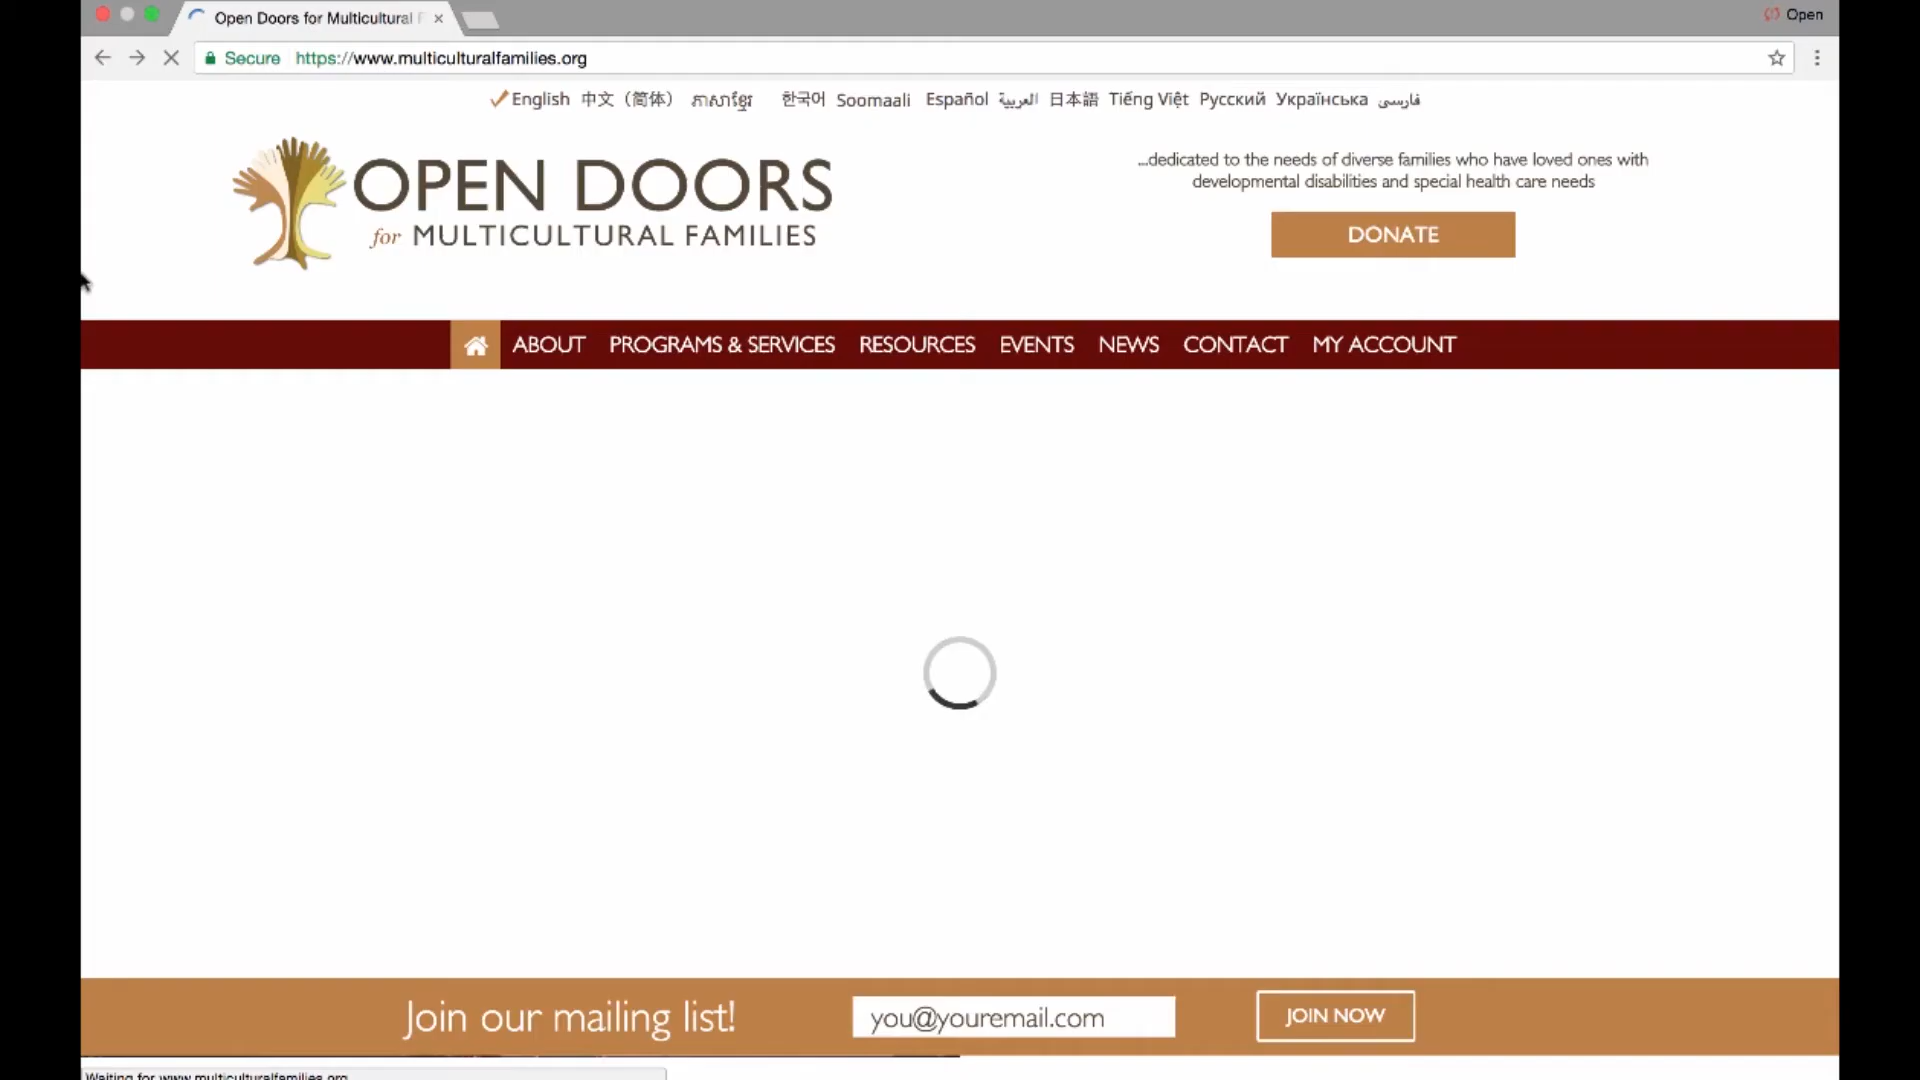 Open Doors for Multicultural F
Open
Secure https://www.multiculturalfamilies.org
English 中文（简体） ភាសាខ្មែរ 한국어 Soomaali Español العربية 日本語 Tiếng Việt Русский Українська فارسی
OPEN DOORS
for MULTICULTURAL FAMILIES
...dedicated to the needs of diverse families who have loved ones with
developmental disabilities and special health care needs
DONATE
ABOUT PROGRAMS & SERVICES RESOURCES EVENTS NEWS CONTACT MY ACCOUNT
Join our mailing list!
you@youremail.com
JOIN NOW
Waiting for www.multiculturalfamilies.org